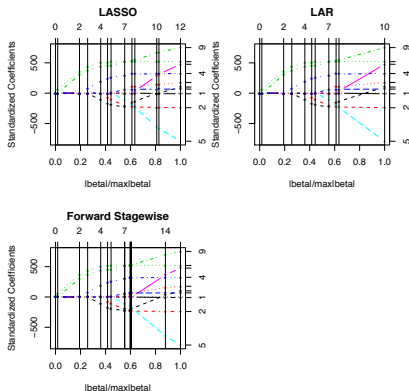 LASSO
0 2 4 7 10 12
Standardized Coefficients
500
0
−500
9
4
1
2
5
0.0 0.2 0.4 0.6 0.8 1.0
|beta|/max|beta|
LAR
0 2 4 7 10
Standardized Coefficients
500
0
−500
9
4
1
2
5
0.0 0.2 0.4 0.6 0.8 1.0
|beta|/max|beta|
Forward Stagewise
0 2 4 7 14
Standardized Coefficients
500
0
−500
9
4
1
2
5
0.0 0.2 0.4 0.6 0.8 1.0
|beta|/max|beta|